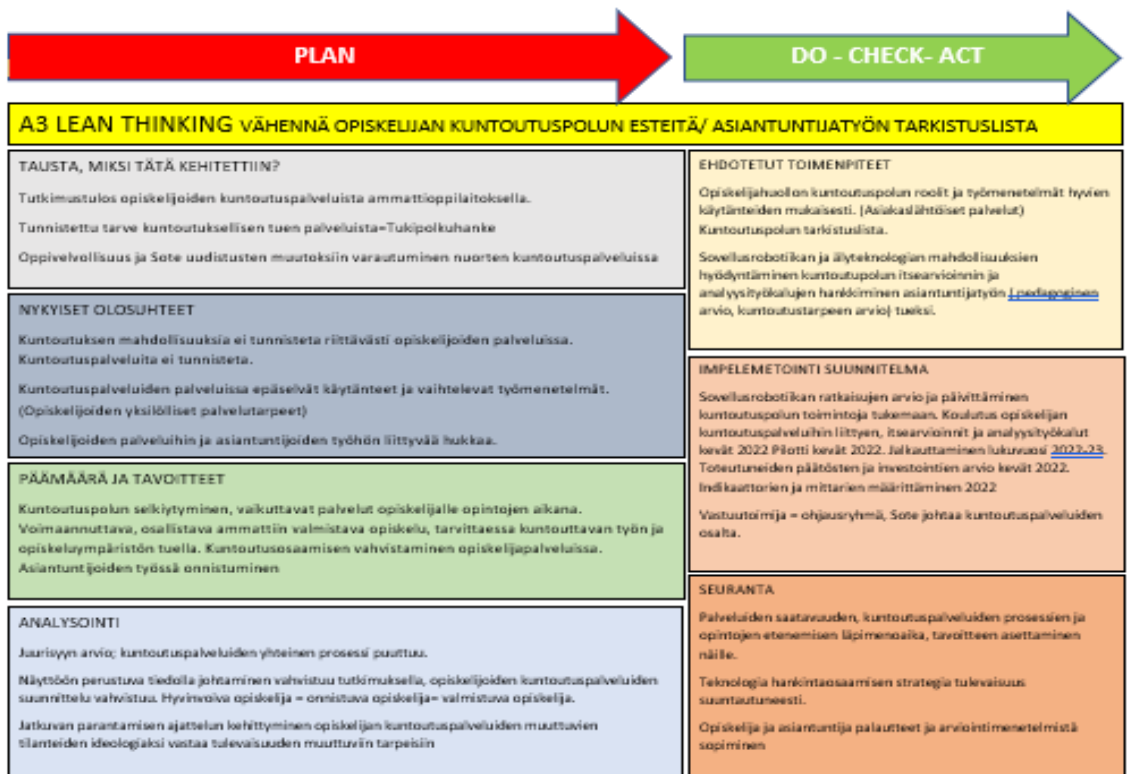 PLAN
DO - CHECK- ACT
A3 LEAN THINKING VÄHENNÄ OPISKELIJAN KUNTOUTUSPOLUN ESTEITÄ/ ASIANTUNTIJATYÖN TARKISTUSLISTA
TAUSTA, MIKSI TÄTÄ KEHITETTIIN?
Tutkimustulos opiskelijoiden kuntoutuspalveluista ammattioppilaitoksella.
Tunnistettu tarve kuntoutuksellisen tuen palveluista=Tukipolkuhanke
Oppivelvollisuus ja Sote uudistusten muutoksiin varautuminen nuorten kuntoutuspalveluissa
NYKYISET OLOSUHTEET
Kuntoutuksen mahdollisuuksia ei tunnisteta riittävästi opiskelijoiden palveluissa.
Kuntoutuspalveluita ei tunnisteta.
Kuntoutuspalveluiden palveluissa epäselvät käytänteet ja vaihtelevat työmenetelmät.
(Opiskelijoiden yksilölliset palvelutarpeet)
Opiskelijoiden palveluihin ja asiantuntijoiden työhön liittyvää hukkaa.
PÄÄMÄÄRÄ JA TAVOITTEET
Kuntoutuspolun selkiytyminen, vaikuttavat palvelut opiskelijalle opintojen aikana.
Voimaannuttava, osallistava ammattiin valmistava opiskelu, tarvittaessa kuntouttavan työn ja
opiskeluympäristön tuella. Kuntoutusosaamisen vahvistaminen opiskelijapalveluissa.
Asiantuntijoiden työssä onnistuminen
ANALYSOINTI
Juurisyyn arvio; kuntoutuspalveluiden yhteinen prosessi puuttuu.
Näyttöön perustuva tiedolla johtaminen vahvistuu tutkimuksella, opiskelijoiden kuntoutuspalveluiden
suunnittelu vahvistuu. Hyvinvoiva opiskelija = onnistuva opiskelija= valmistuva opiskelija.
Jatkuvan parantamisen ajattelun kehittyminen opiskelijan kuntoutuspalveluiden muuttuvien
tilanteiden ideologiaksi vastaa tulevaisuuden muuttuviin tarpeisiin
EHDOTETUT TOIMENPITEET
Opiskelijahuollon kuntoutuspolun roolit ja työmenetelmät hyvien
käytänteiden mukaisesti. (Asiakaslähtöiset palvelut)
Kuntoutuspolun tarkistuslista.
Sovellusrobotiikan ja älyteknologian mahdollisuuksien
hyödyntäminen kuntoutupolun itsearvioinnin ja
analyysityökalujen hankkiminen asiantuntijatyön ( pedagoginen
arvio, kuntoutustarpeen arvio) tueksi.
IMPELEMETOINTI SUUNNITELMA
Sovellusrobotiikan ratkaisujen arvio ja päivittäminen
kuntoutuspolun toimintoja tukemaan. Koulutus opiskelijan
kuntoutuspalveluihin liittyen, itsearvioinnit ja analyysityökalut
kevät 2022 Pilotti kevät 2022. Jalkauttaminen lukuvuosi 2022-23.
Toteutuneiden päätösten ja investointien arvio kevät 2022.
Indikaattorien ja mittarien määrittäminen 2022
Vastuutoimija = ohjausryhmä, Sote johtaa kuntoutuspalveluiden
osalta.
SEURANTA
Palveluiden saatavuuden, kuntoutuspalveluiden prosessien ja
opintojen etenemisen läpimenoaika, tavoitteen asettaminen
näille.
Teknologia hankintaosaamisen strategia tulevaisuus
suuntautuneesti.
Opiskelija ja asiantuntija palautteet ja arviointimenetelmistä
sopiminen